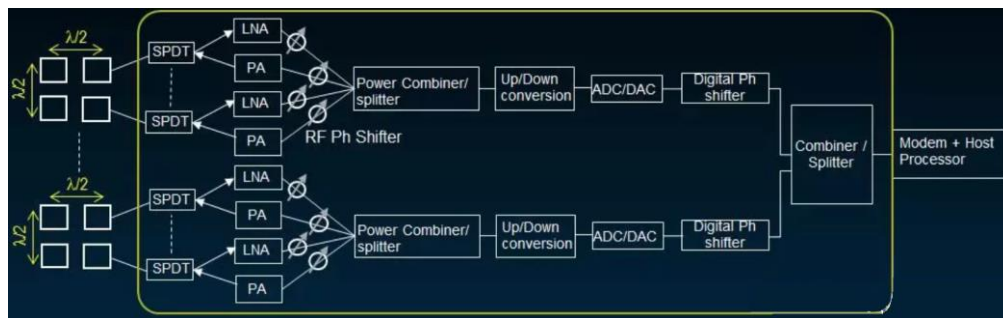 λ/2
λ/2
SPDT
LNA
PA
SPDT
LNA
PA
RF Ph Shifter
Power Combiner/
splitter
Up/Down
conversion
ADC/DAC
Digital Ph
shifter
Combiner /
Splitter
Modem + Host
Processor
λ/2
λ/2
SPDT
LNA
PA
SPDT
LNA
PA
Power Combiner/
splitter
Up/Down
conversion
ADC/DAC
Digital Ph
shifter